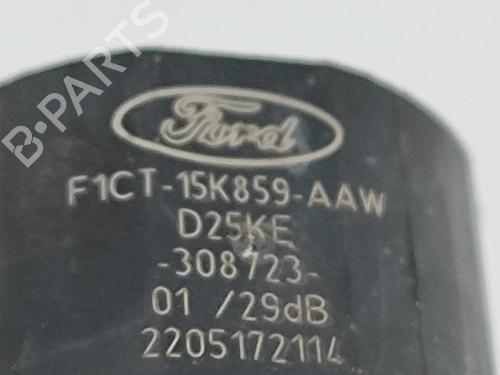 B-PARTS
Ford
F1CT-15K859-AAW
D25KE
-308723-
01 /29dB
2205172114